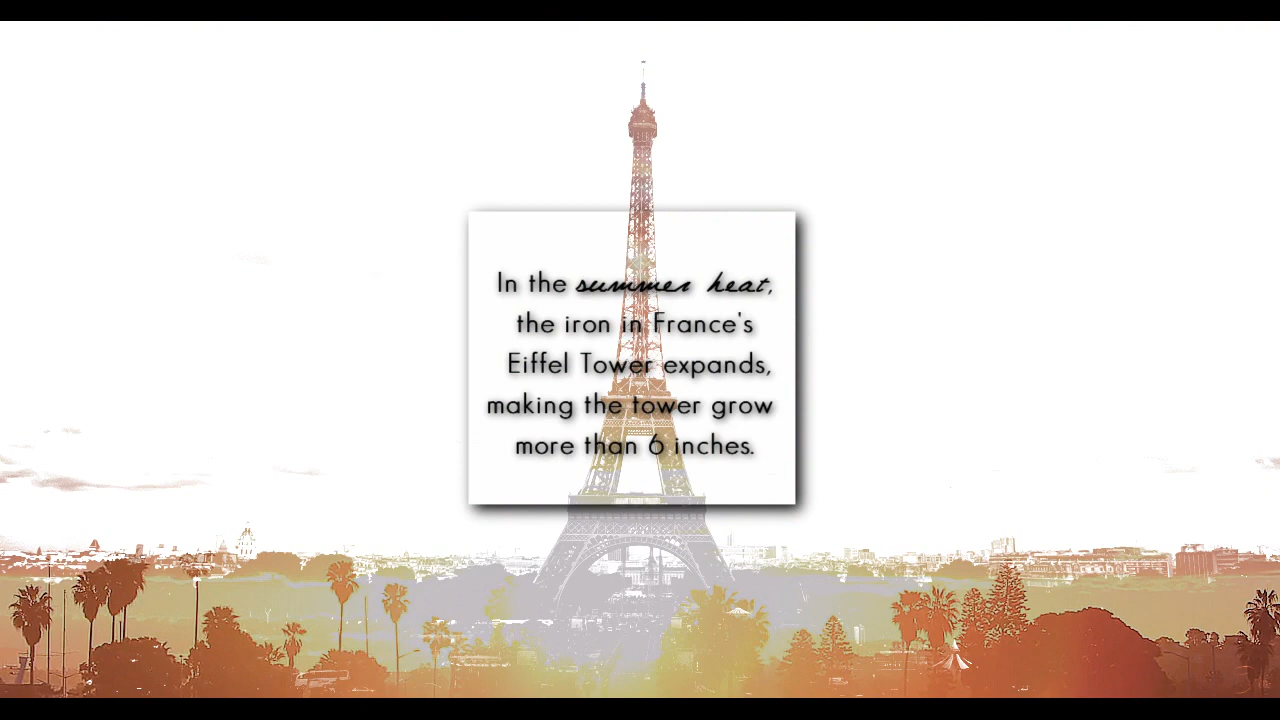 In the summer heat,
the iron in France's
Eiffel Tower expands,
making the tower grow
more than 6 inches.